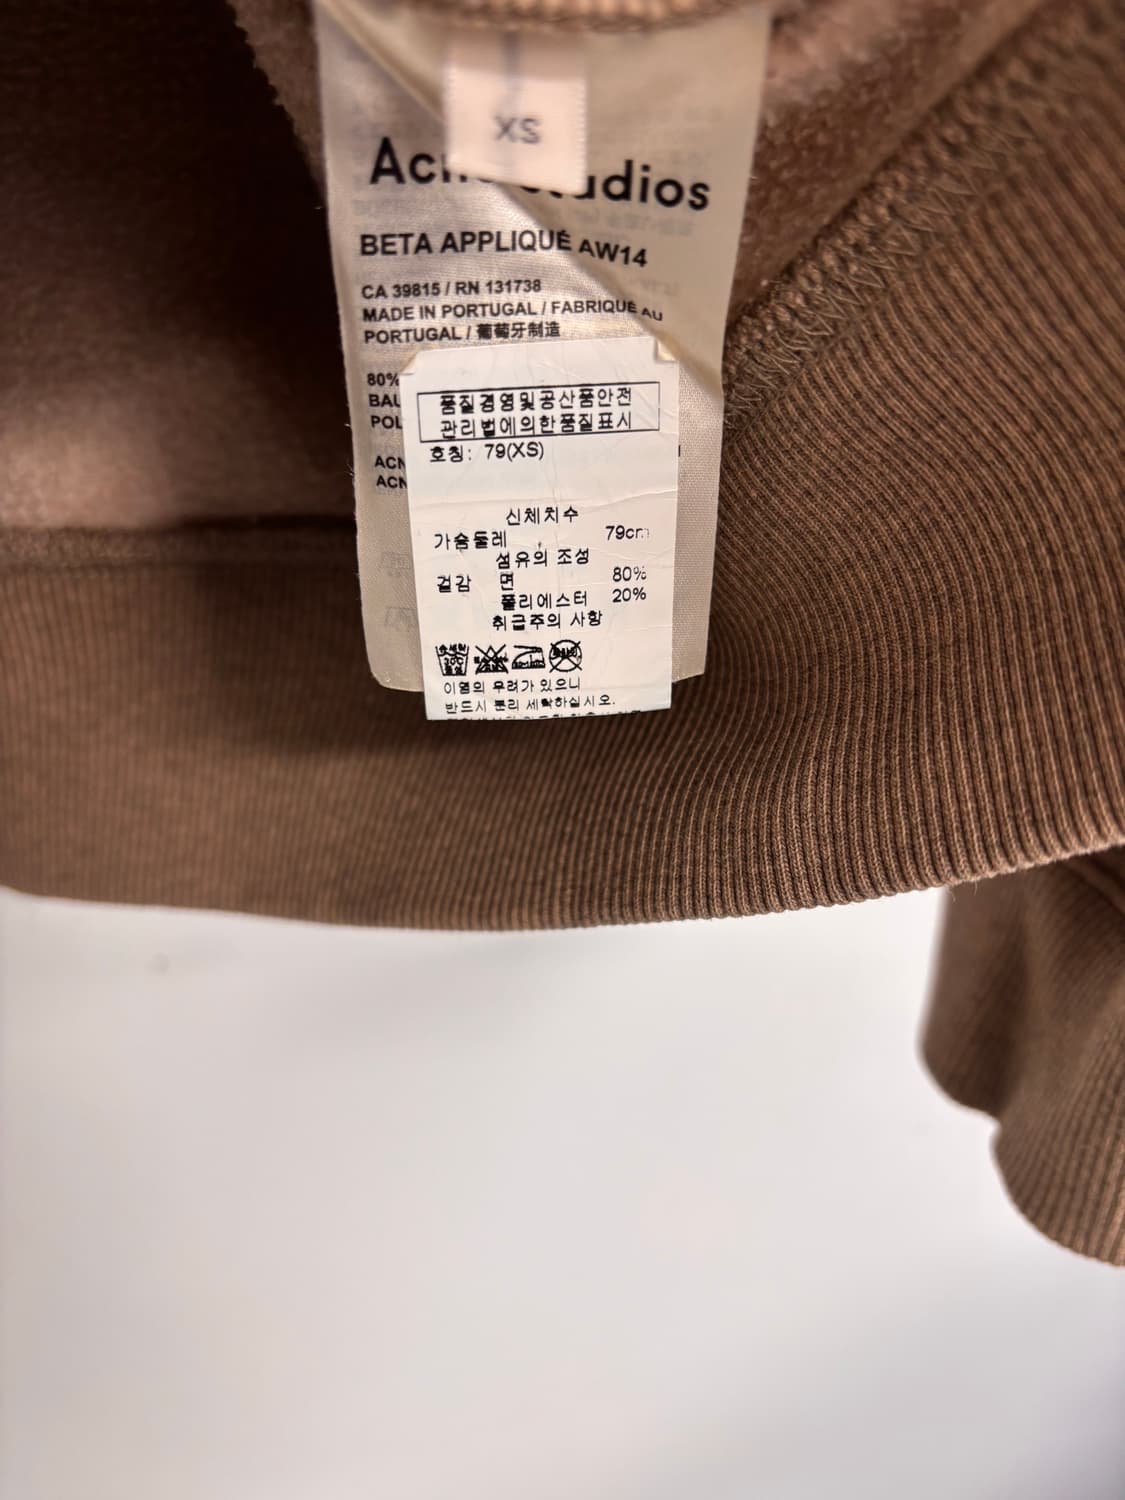 XS
Acne Studios
BETA APPLIQUÉ AW14
CA 39815 / RN 131738
MADE IN PORTUGAL / FABRIQUÉ AU
PORTUGAL / 葡萄牙制造
80%
BAU
POL
ACN
ACN
품질경영및공산품안전
관리법에의한품질표시
호칭: 79(XS)
신체치수
가슴둘레 79cm
섬유의 조성
겉감 면 80%
폴리에스터 20%
취급주의 사항
이염의 우려가 있으니
반드시 분리 세탁하십시오.